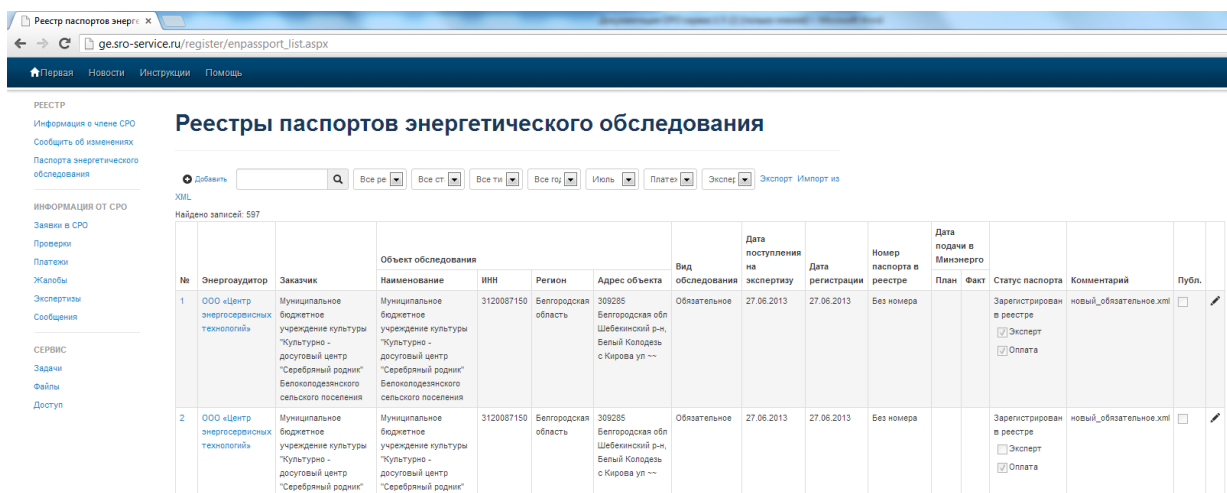 Реестр паспортов энерге
ge.sro-service.ru/register/enpassport_list.aspx
Первая Новости Инструкции Помощь
РЕЕСТР
Информация о члене СРО
Сообщить об изменениях
Паспорта энергетического
обследования
ИНФОРМАЦИЯ ОТ СРО
Заявки в СРО
Проверки
Платежи
Жалобы
Экспертизы
Сообщения
СЕРВИС
Задачи
Файлы
Доступ
Реестры паспортов энергетического обследования
Добавить Все ре Все ст Все ти Все год Июль Платеж Экспер Экспорт Импорт из
XML
Найдено записей: 597
№ Энергоаудитор Заказчик
Объект обследования
Наименование ИНН Регион Адрес объекта
Вид
обследования
Дата
поступления
на
экспертизу
Дата
регистрации
Номер
паспорта в
реестре
Дата
подачи в
Минэнерго
План Факт
Статус паспорта Комментарий Публ.
1
ООО «Центр
энергосервисных
технологий»
Муниципальное
бюджетное
учреждение культуры
"Культурно -
досуговый центр
"Серебряный родник"
Белоколодезянского
сельского поселения
Муниципальное
бюджетное
учреждение культуры
"Культурно -
досуговый центр
"Серебряный родник"
Белоколодезянского
сельского поселения
3120087150
Белгородская
область
309285
Белгородская обл
Шебекинский р-н,
Белый Колодезь
с Кирова ул ~~
Обязательное
27.06.2013
27.06.2013
Без номера
Зарегистрирован
в реестре
Эксперт
Оплата
новый_обязательное.xml
2
ООО «Центр
энергосервисных
технологий»
Муниципальное
бюджетное
учреждение культуры
"Культурно -
досуговый центр
"Серебряный родник"
Муниципальное
бюджетное
учреждение культуры
"Культурно -
досуговый центр
"Серебряный родник"
3120087150
Белгородская
область
309285
Белгородская обл
Шебекинский р-н,
Белый Колодезь
с Кирова ул ~~
Обязательное
27.06.2013
27.06.2013
Без номера
Зарегистрирован
в реестре
Эксперт
Оплата
новый_обязательное.xml